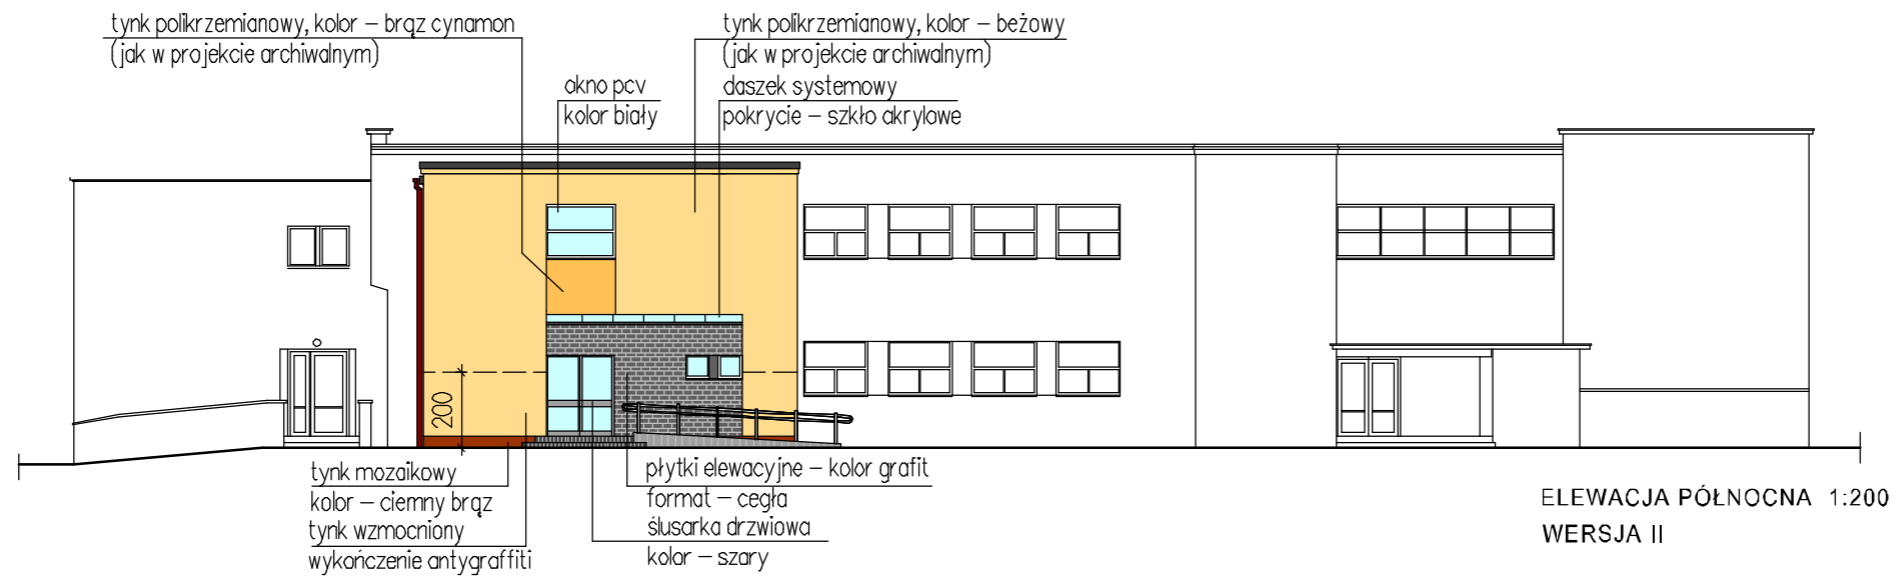 tynk polikrzemianowy, kolor – brąz cynamon
(jak w projekcie archiwalnym)
okno pcv
kolor biały
tynk polikrzemianowy, kolor – beżowy
(jak w projekcie archiwalnym)
daszek systemowy
pokrycie – szkło akrylowe
200
tynk mozaikowy
kolor – ciemny brąz
tynk wzmocniony
wykończenie antygraffiti
płytki elewacyjne – kolor grafit
format – cegła
ślusarka drzwiowa
kolor – szary
ELEWACJA PÓŁNOCNA 1:200
WERSJA II